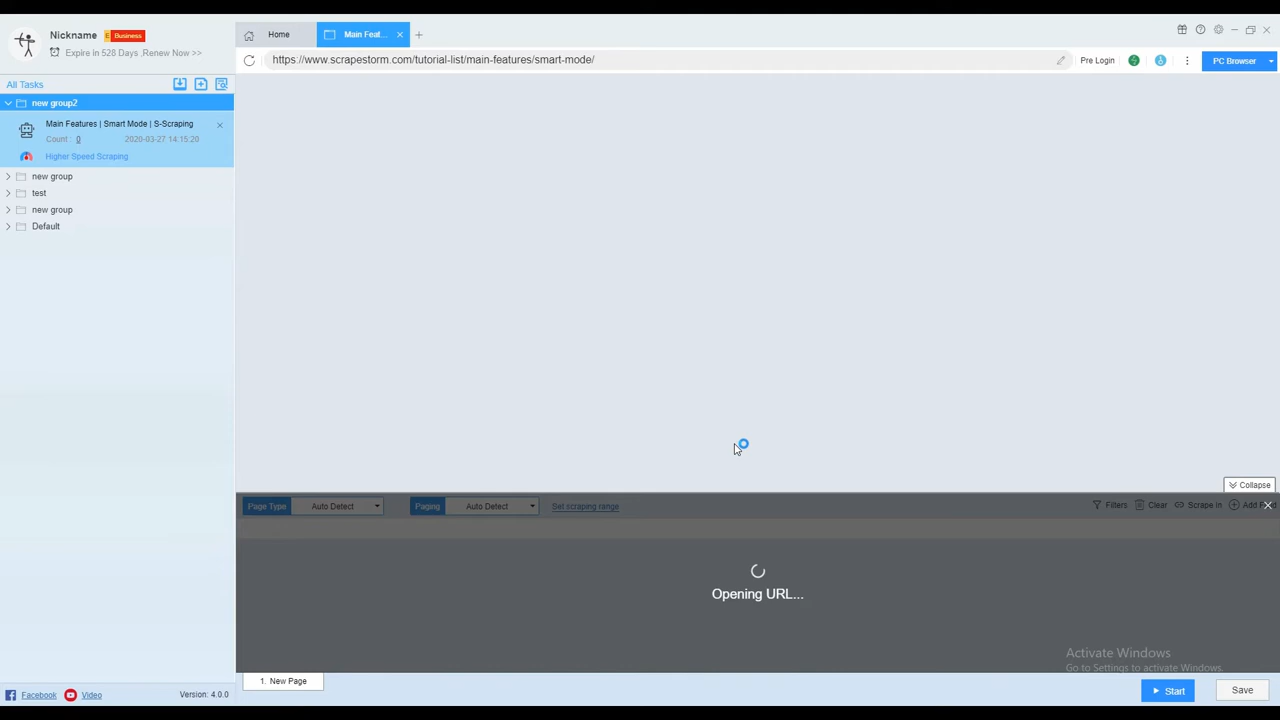 Nickname
E Business
Expire in 528 Days ,Renew Now >>
All Tasks
new group2
Main Features | Smart Mode | S-Scraping
Count : 0
2020-03-27 14:15:20
Higher Speed Scraping
new group
test
new group
Default
Facebook
Video
Version: 4.0.0
Home
Main Feat...
https://www.scrapestorm.com/tutorial-list/main-features/smart-mode/
Pre Login
PC Browser
Collapse
Page Type
Auto Detect
Paging
Auto Detect
Set scraping range
Filters
Clear
Scrape In
Add Field
Opening URL...
Activate Windows
Go to Settings to activate Windows.
1. New Page
Start
Save